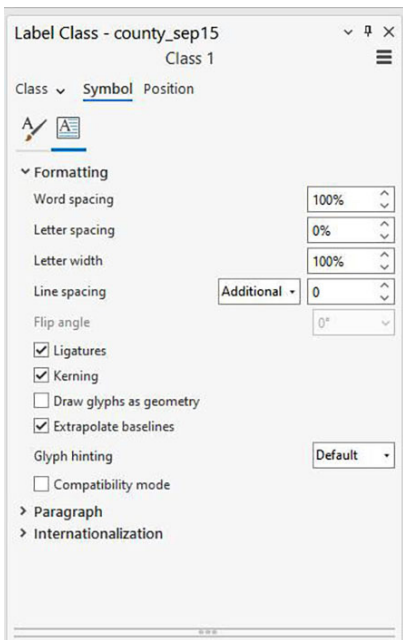 Label Class - county_sep15
Class 1
Class Symbol Position
A A
Formatting
Word spacing 100%
Letter spacing 0%
Letter width 100%
Line spacing Additional 0
Flip angle 0°
Ligatures
Kerning
Draw glyphs as geometry
Extrapolate baselines
Glyph hinting Default
Compatibility mode
Paragraph
Internationalization